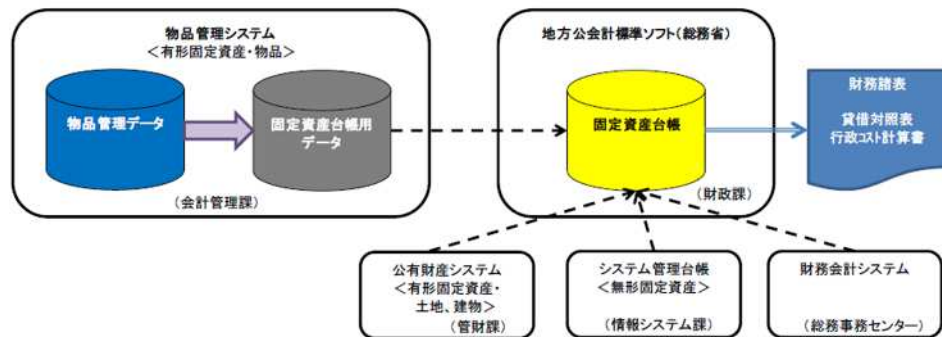 物品管理システム
＜有形固定資産・物品＞
物品管理データ
固定資産台帳用
データ
（会計管理課）
地方公会計標準ソフト（総務省）
固定資産台帳
（財政課）
財務諸表
貸借対照表
行政コスト計算書
公有財産システム
＜有形固定資産・
土地、建物＞
（管財課）
システム管理台帳
＜無形固定資産＞
（情報システム課）
財務会計システム
（総務事務センター）